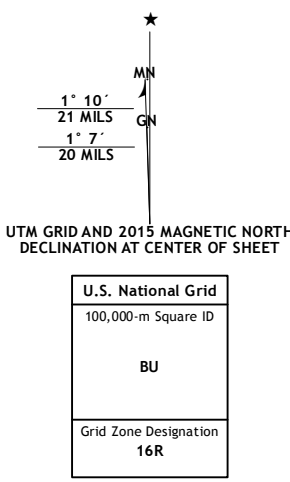 ★
MN
1° 10´
21 MILS
GN
1° 7´
20 MILS
UTM GRID AND 2015 MAGNETIC NORTH
DECLINATION AT CENTER OF SHEET
U.S. National Grid
100,000-m Square ID
BU
Grid Zone Designation
16R